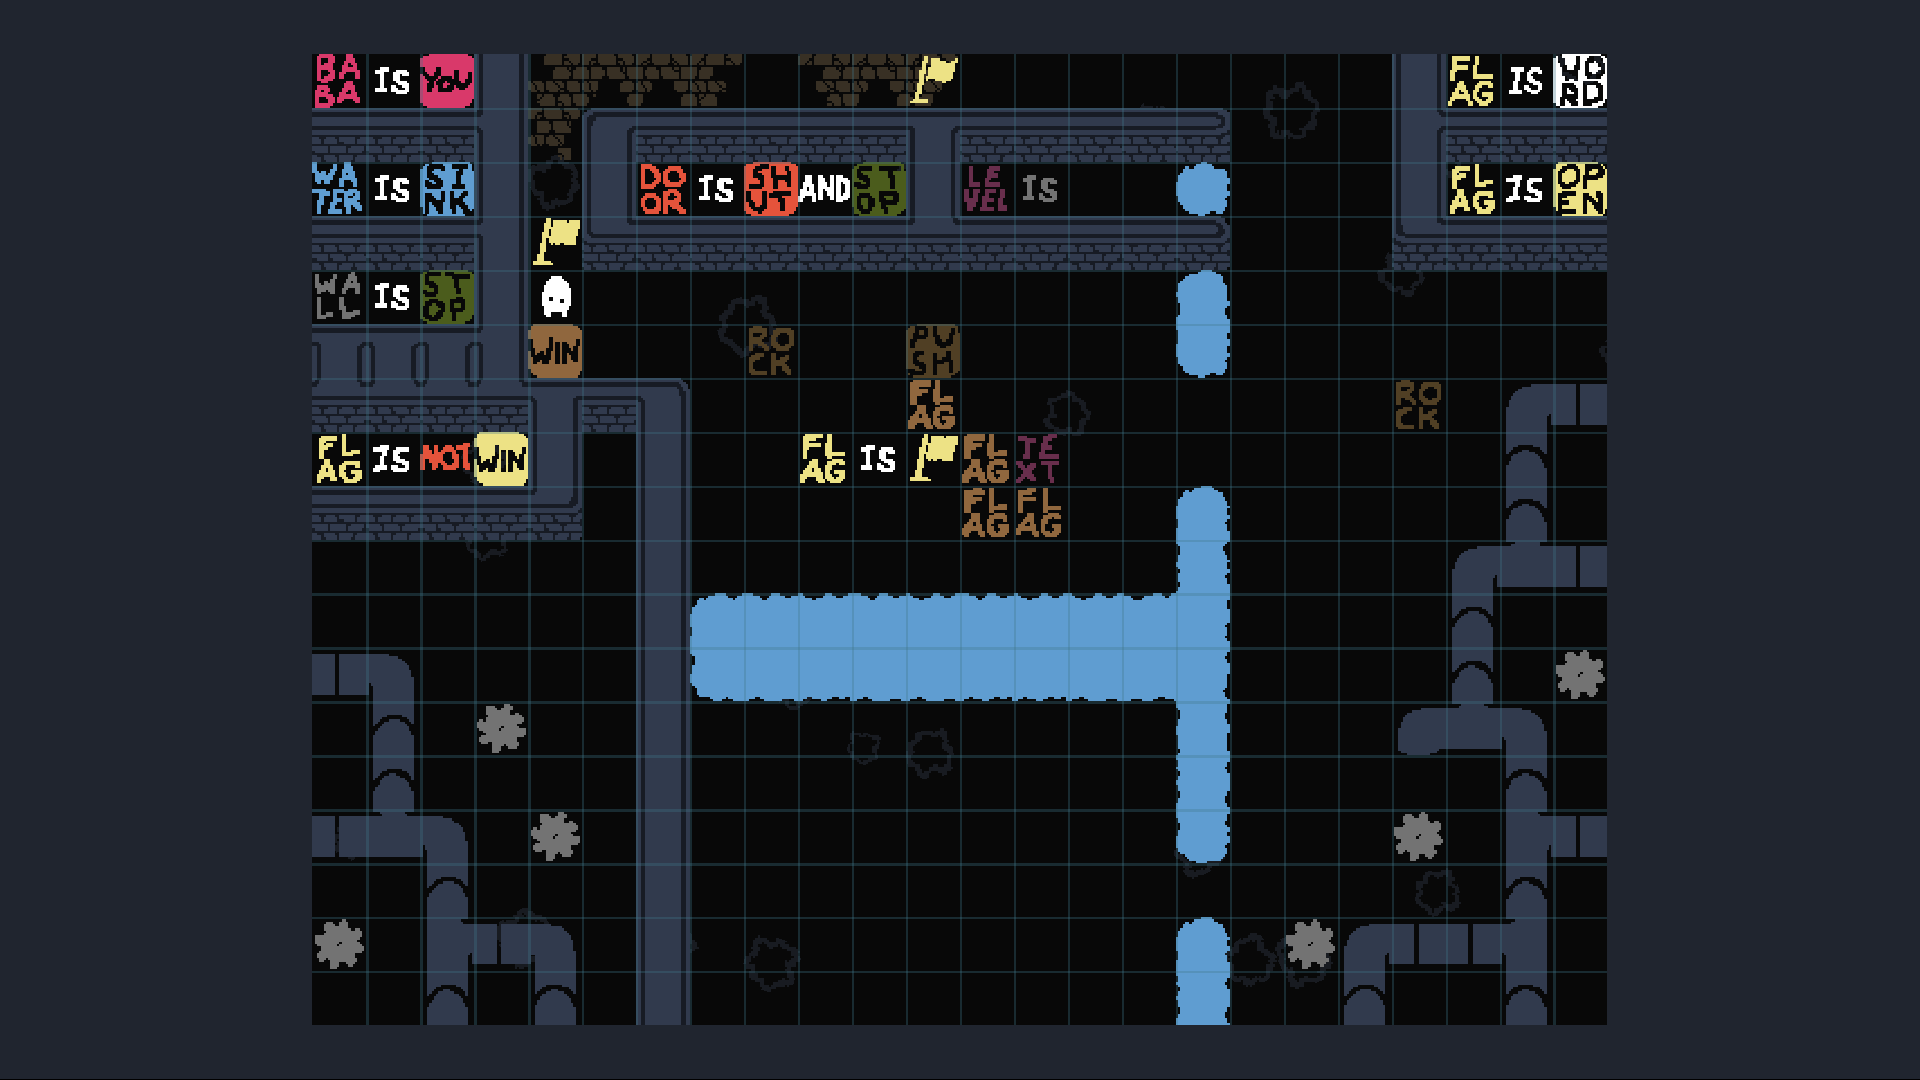 BABA IS YOU
FLAG IS WORD
WATER IS SINK
DOOR IS SHUT AND STOP
LEVEL IS
FLAG IS OPEN
WALL IS STOP
WIN
ROCK
PUSH
FLAG
ROCK
FLAG IS NOT WIN
FLAG IS
FLAG TEXT
FLAG FLAG